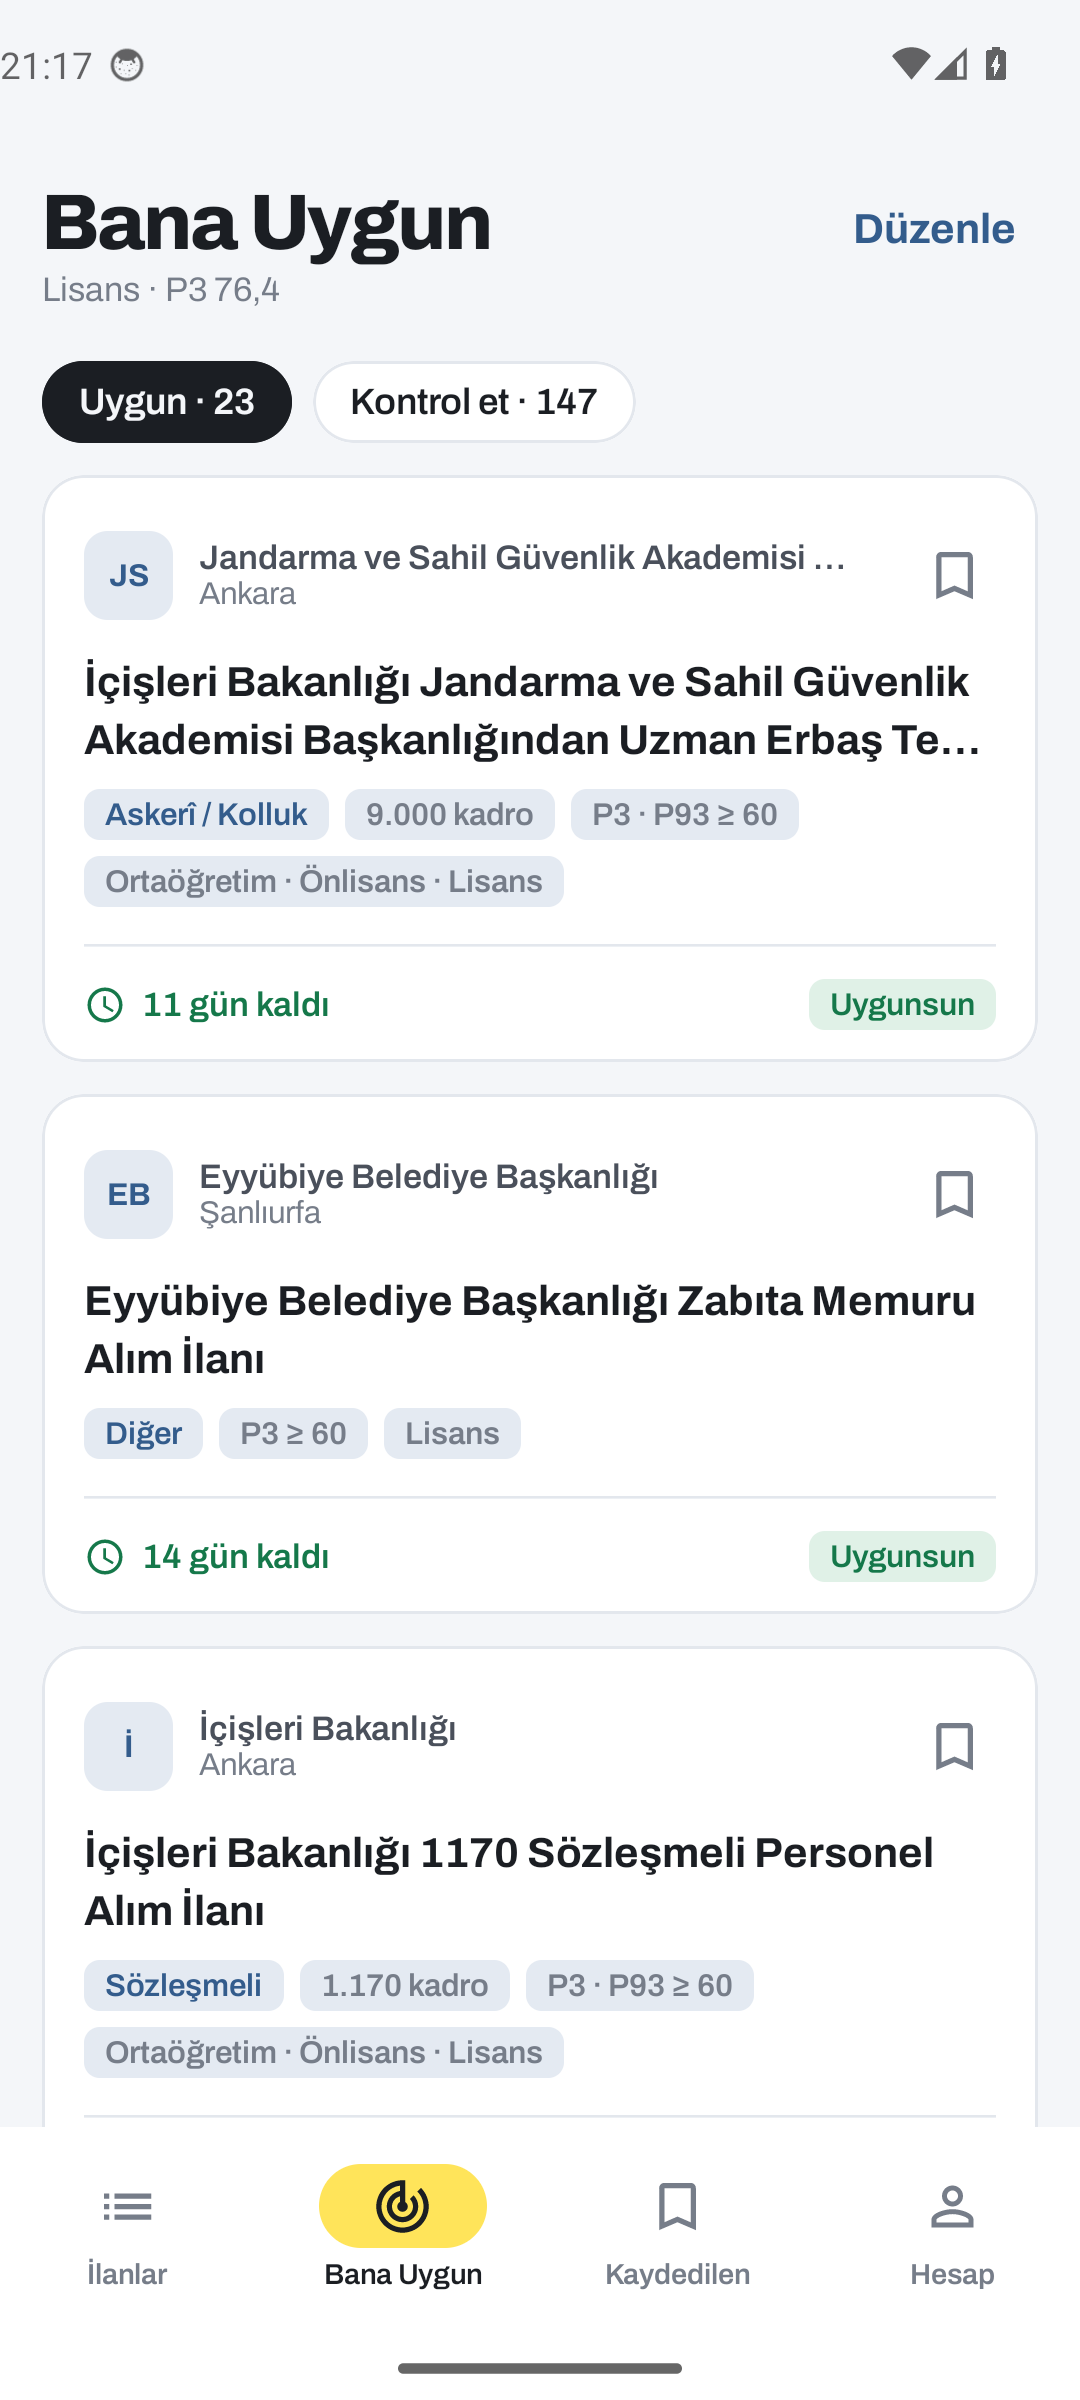 21:17
Bana Uygun
Düzenle
Lisans · P3 76,4
Uygun · 23
Kontrol et · 147
JS
Jandarma ve Sahil Güvenlik Akademisi ...
Ankara
İçişleri Bakanlığı Jandarma ve Sahil Güvenlik
Akademisi Başkanlığından Uzman Erbaş Te...
Askerî / Kolluk
9.000 kadro
P3 · P93 ≥ 60
Ortaöğretim · Önlisans · Lisans
11 gün kaldı
Uygunsun
EB
Eyyübiye Belediye Başkanlığı
Şanlıurfa
Eyyübiye Belediye Başkanlığı Zabıta Memuru
Alım İlanı
Diğer
P3 ≥ 60
Lisans
14 gün kaldı
Uygunsun
İ
İçişleri Bakanlığı
Ankara
İçişleri Bakanlığı 1170 Sözleşmeli Personel
Alım İlanı
Sözleşmeli
1.170 kadro
P3 · P93 ≥ 60
Ortaöğretim · Önlisans · Lisans
İlanlar
Bana Uygun
Kaydedilen
Hesap